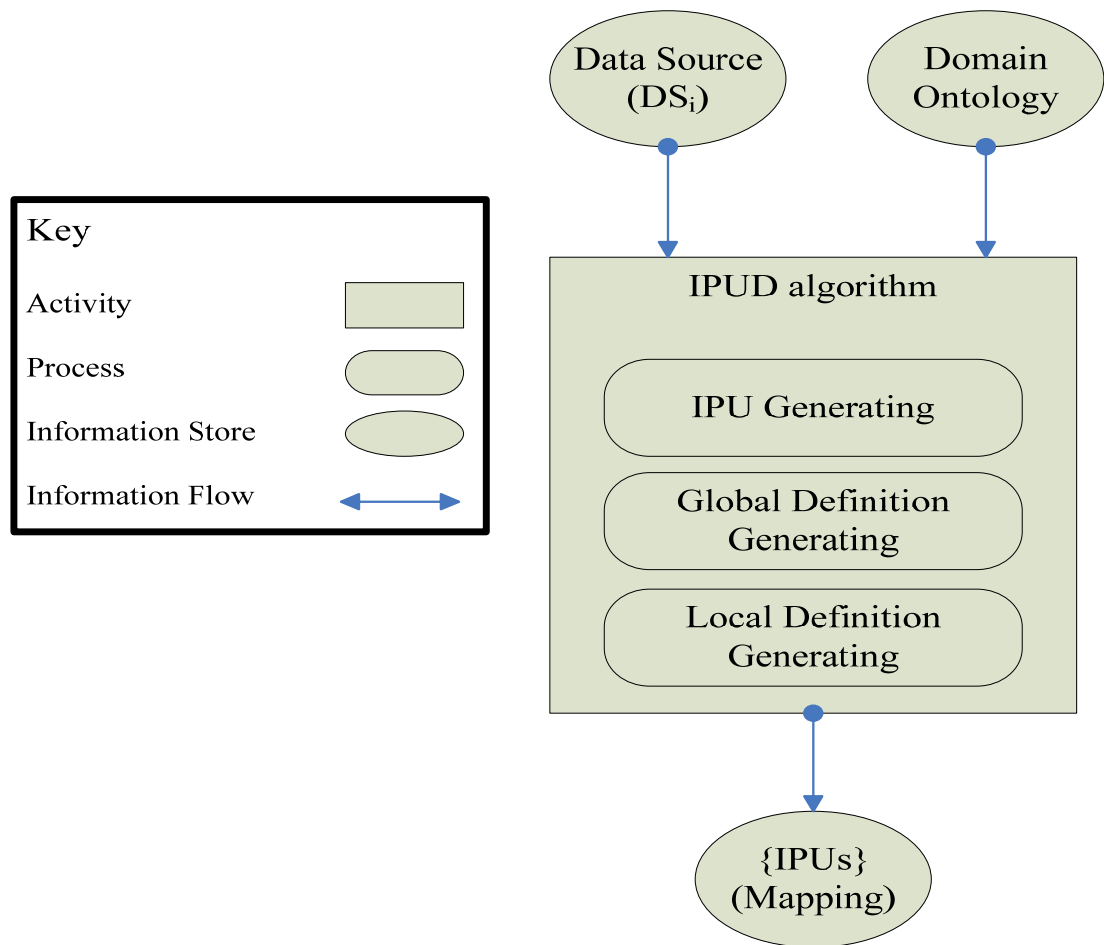 Data Source
(DSᵢ)
Domain
Ontology
Key
Activity
Process
Information Store
Information Flow
IPUD algorithm
IPU Generating
Global Definition
Generating
Local Definition
Generating
{IPUs}
(Mapping)